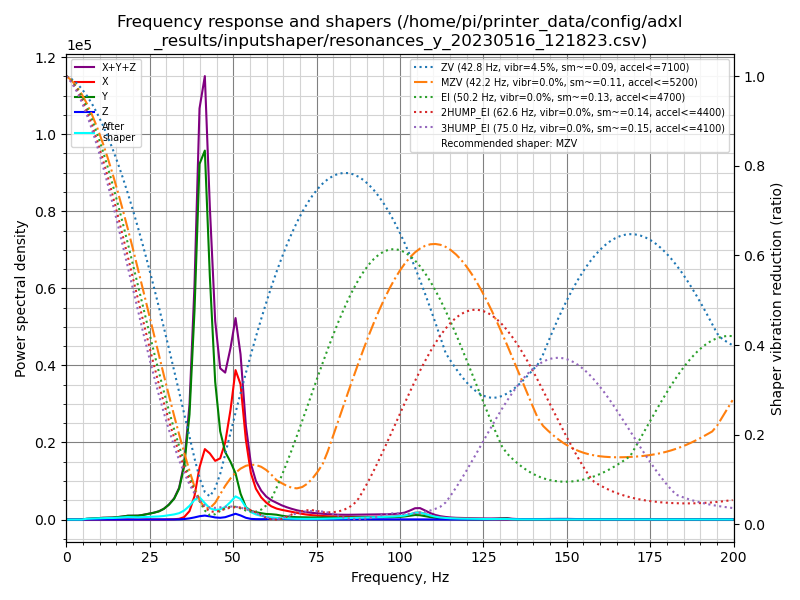 Frequency response and shapers (/home/pi/printer_data/config/adxl
_results/inputshaper/resonances_y_20230516_121823.csv)
1e5
X+Y+Z
X
Y
Z
After
shaper
ZV (42.8 Hz, vibr=4.5%, sm~=0.09, accel<=7100)
MZV (42.2 Hz, vibr=0.0%, sm~=0.11, accel<=5200)
EI (50.2 Hz, vibr=0.0%, sm~=0.13, accel<=4700)
2HUMP_EI (62.6 Hz, vibr=0.0%, sm~=0.14, accel<=4400)
3HUMP_EI (75.0 Hz, vibr=0.0%, sm~=0.15, accel<=4100)
Recommended shaper: MZV
Power spectral density
1.2
1.0
0.8
0.6
0.4
0.2
0.0
Shaper vibration reduction (ratio)
1.0
0.8
0.6
0.4
0.2
0.0
0 25 50 75 100 125 150 175 200
Frequency, Hz